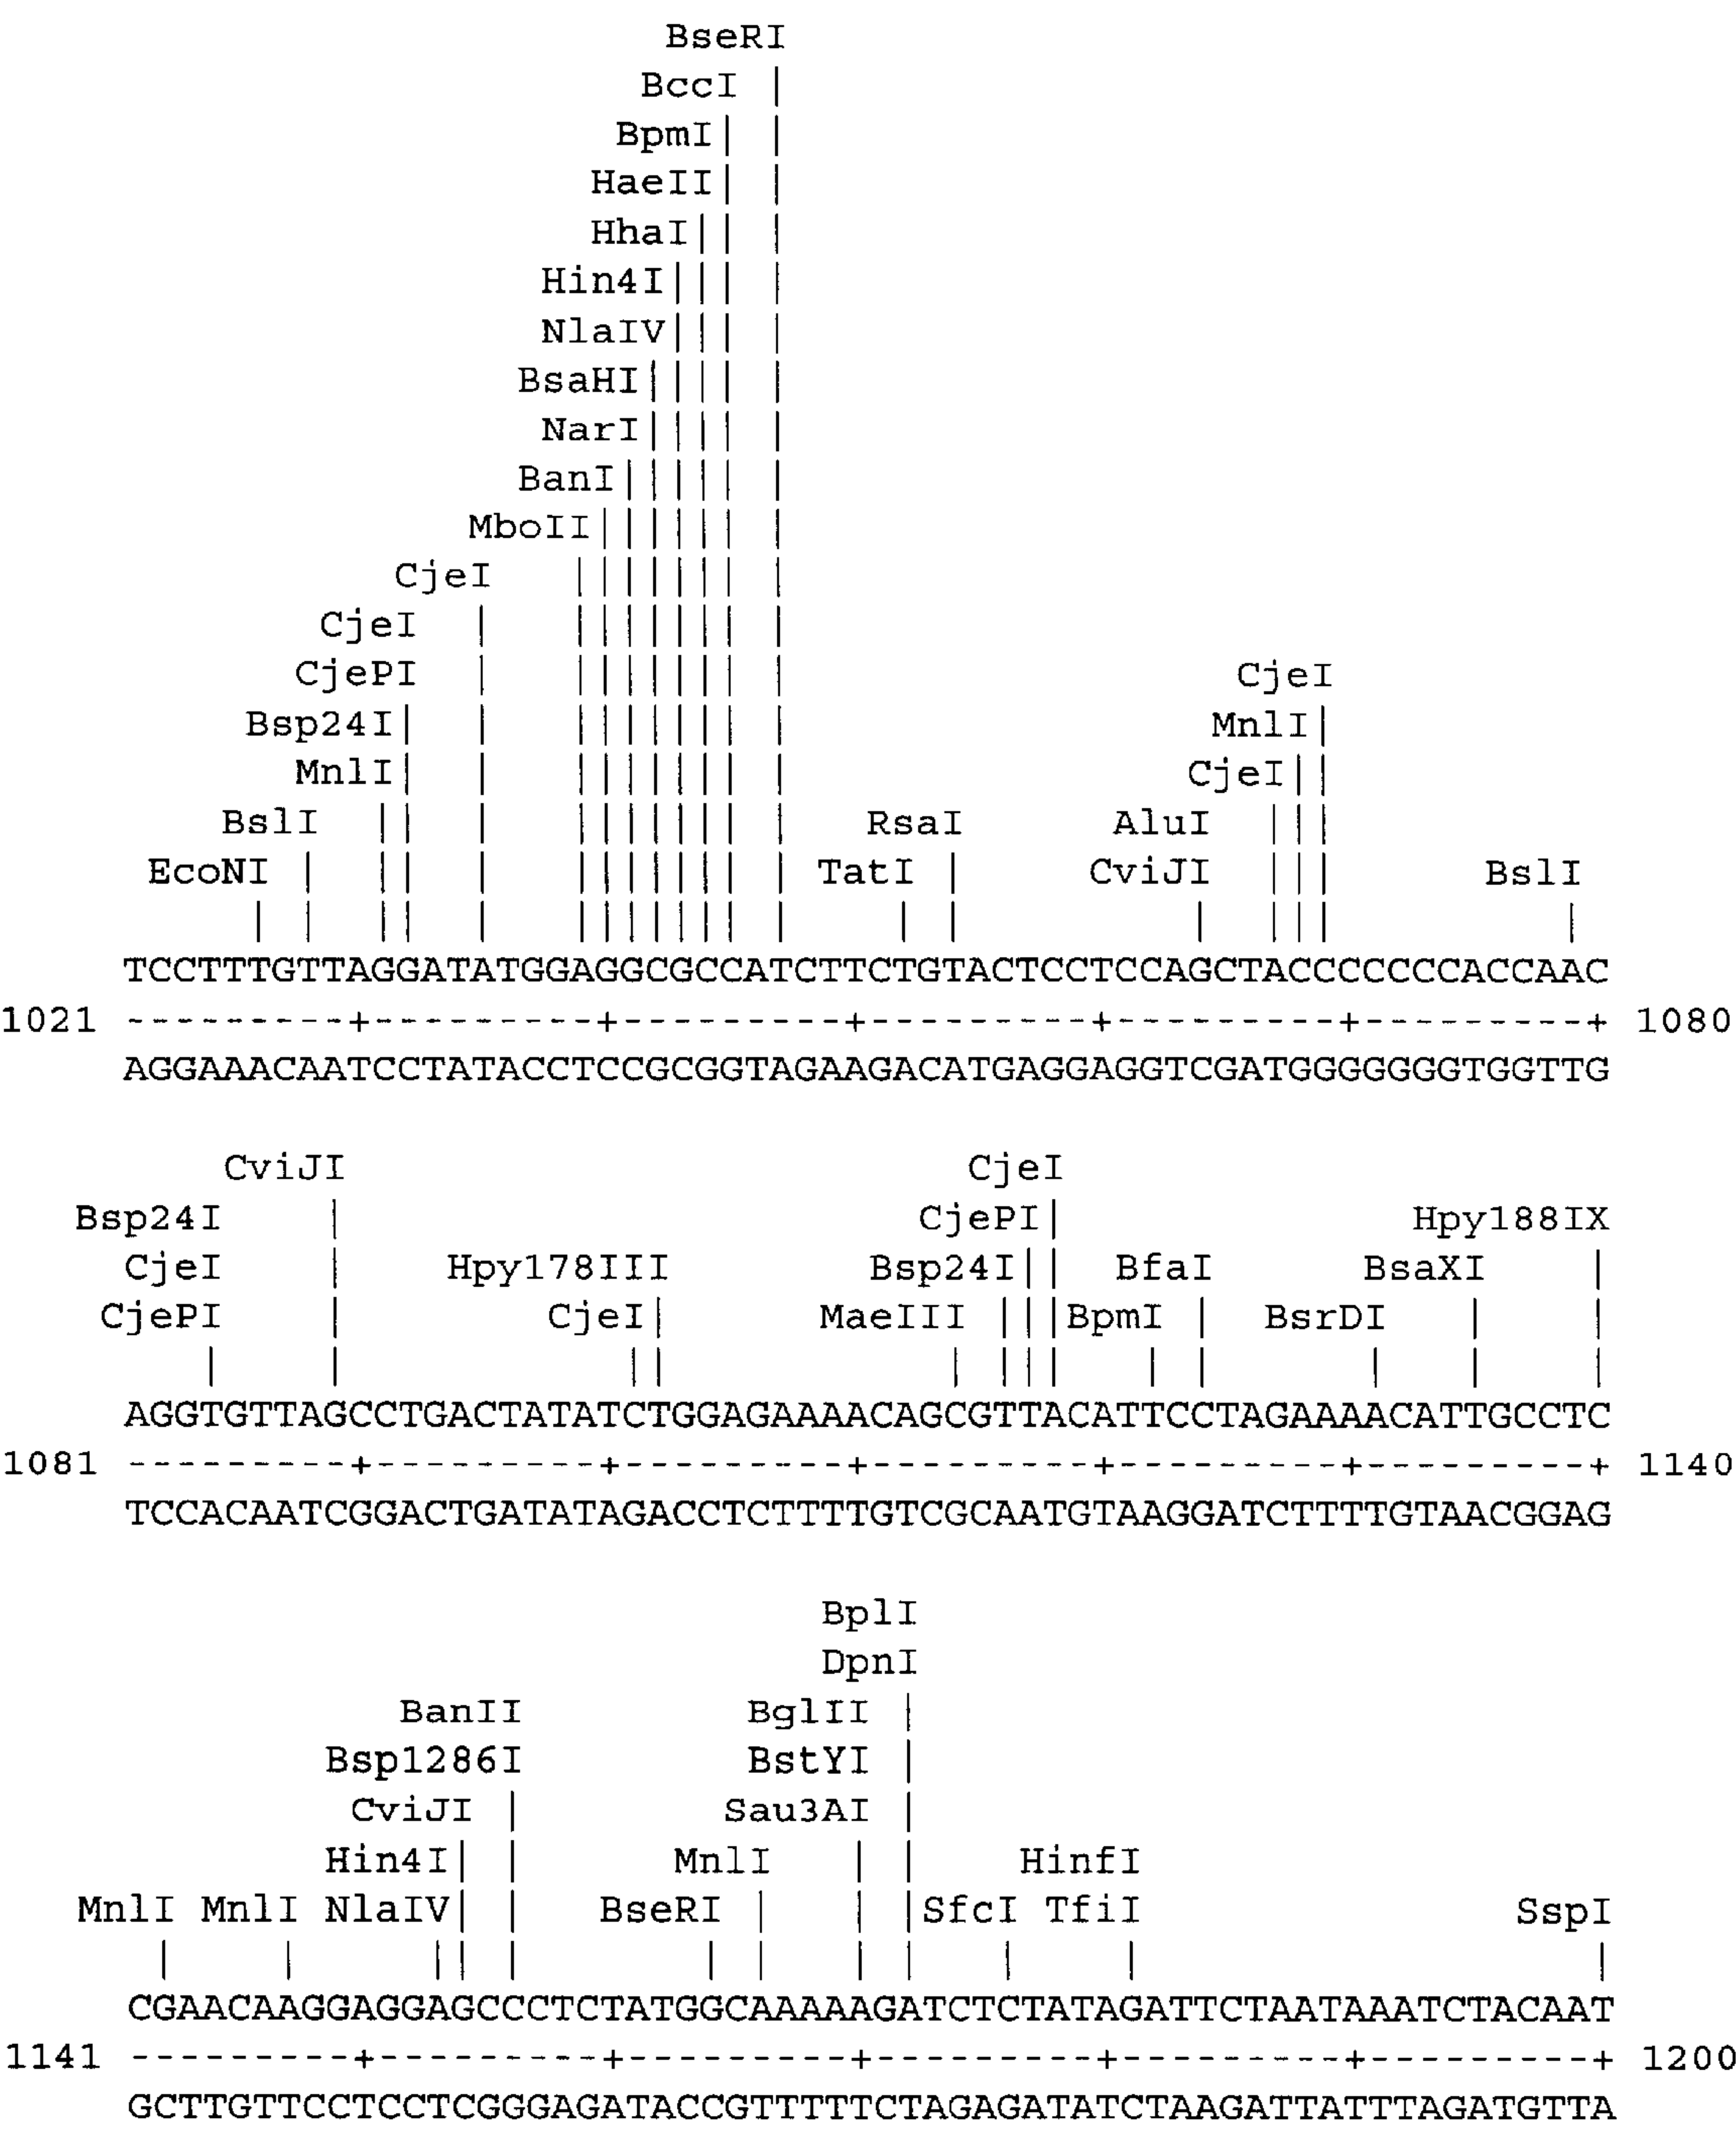 BseRI
BccI
BpmI
HaeII
HhaI
Hin4I
NlaIV
BsaHI
NarI
BanI
MboII
CjeI
CjeI
CjePI CjeI
Bsp24I MnlI
MnlI CjeI
BslI RsaI AluI
EcoNI TatI CviJI BslI
TCCTTTGTTAGGATATGGAGGCGCCATCTTCTGTACTCCTCCAGCTACCCCCCCACCAAC
1021 ---------+---------+---------+---------+---------+---------+ 1080
AGGAAACAATCCTATACCTCCGCGGTAGAAGACATGAGGAGGTCGATGGGGGGGTGGTTG
CviJI CjeI
Bsp24I CjePI Hpy188IX
CjeI Hpy178III Bsp24I BfaI BsaXI
CjePI CjeI MaeIII BpmI BsrDI
AGGTGTTAGCCTGACTATATCTGGAGAAAACAGCGTTACATTCCTAGAAAACATTGCCTC
1081 ---------+---------+---------+---------+---------+---------+ 1140
TCCACAATCGGACTGATATAGACCTCTTTTGTCGCAATGTAAGGATCTTTTGTAACGGAG
BplI
DpnI
BanII BglII
Bsp1286I BstYI
CviJI Sau3AI
Hin4I MnlI HinfI
MnlI MnlI NlaIV BseRI SfcI TfiI SspI
CGAACAAGGAGGAGCCCTCTATGGCAAAAAGATCTCTATAGATTCTAATAAATCTACAAT
1141 ---------+---------+---------+---------+---------+---------+ 1200
GCTTGTTCCTCCTCGGGAGATACCGTTTTTCTAGAGATATCTAAGATTATTTAGATGTTA